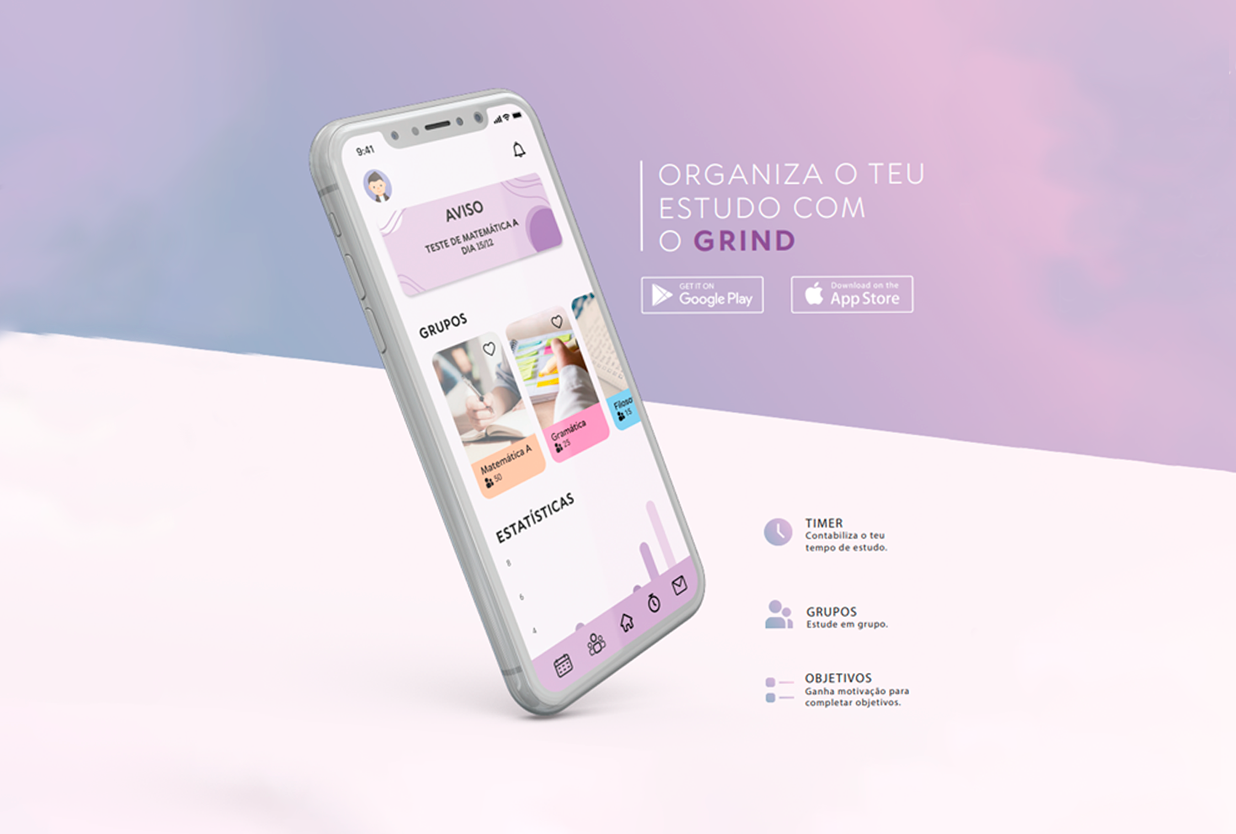 9:41
AVISO
TESTE DE MATEMÁTICA A
DIA 15/12
GRUPOS
Matemática A
50
Gramática
25
Filoso
15
ESTATÍSTICAS
8
6
4
ORGANIZA O TEU
ESTUDO COM
O GRIND
GET IT ON
Google Play
Download on the
App Store
TIMER
Contabiliza o teu
tempo de estudo.
GRUPOS
Estude em grupo.
OBJETIVOS
Ganha motivação para
completar objetivos.